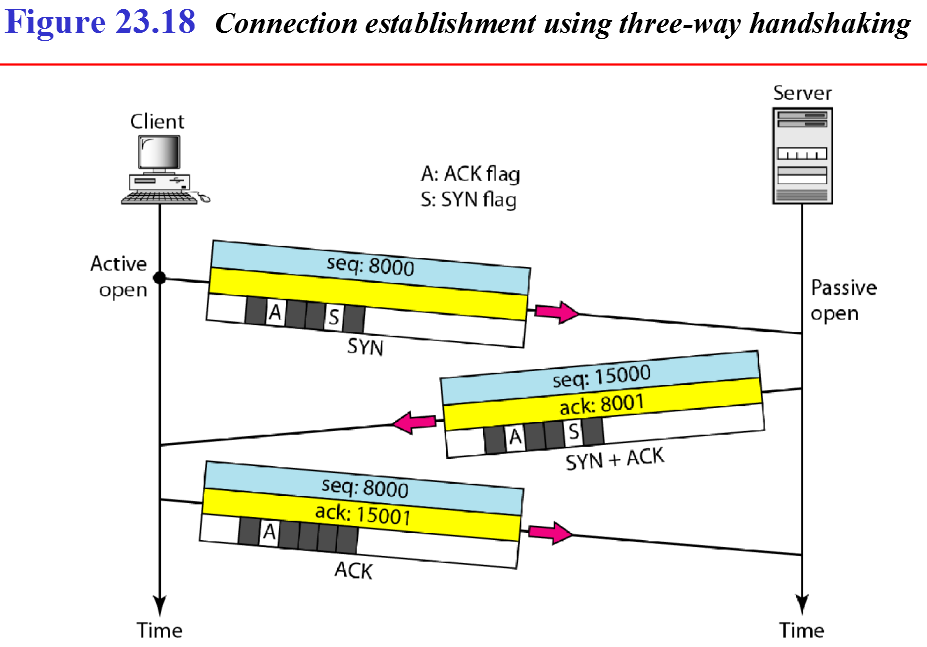 Figure 23.18 Connection establishment using three-way handshaking
Client
Server
A: ACK flag
S: SYN flag
Active
open
Passive
open
seq: 8000
A S
SYN
seq: 15000
ack: 8001
A S
SYN + ACK
seq: 8000
ack: 15001
A
ACK
Time
Time